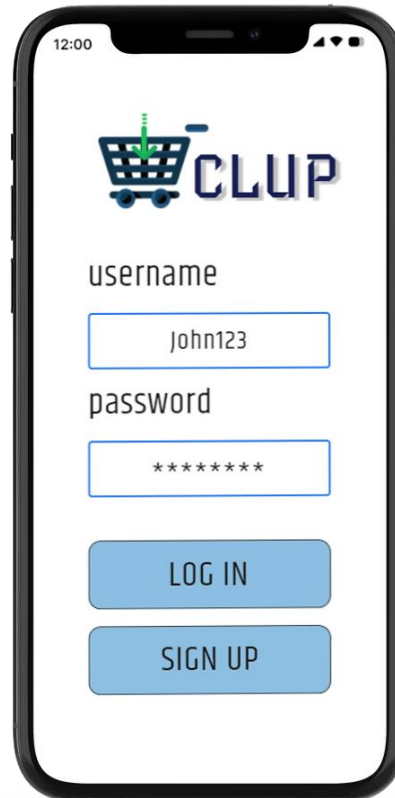 12:00
CLUP
username
John123
password
********
LOG IN
SIGN UP